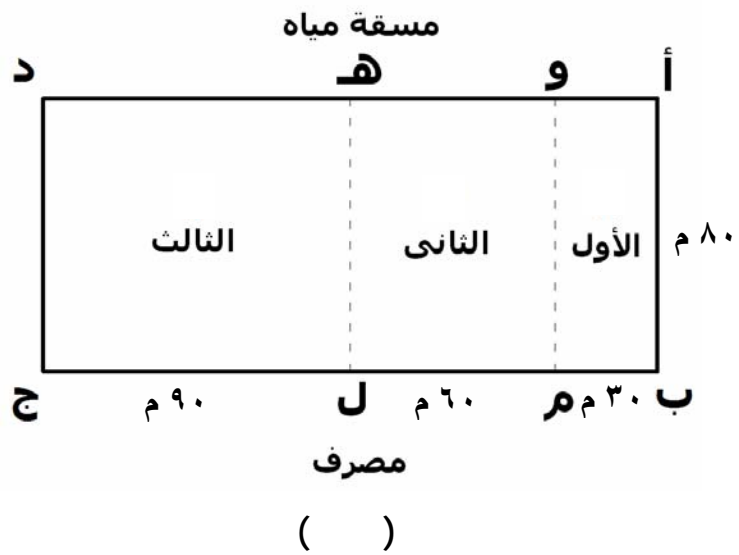 مسقة مياه
أ و هـ د
الأول الثانى الثالث
٨٠ م
ب ٣٠ م م ٦٠ م ل ٩٠ م ج
مصرف
( )